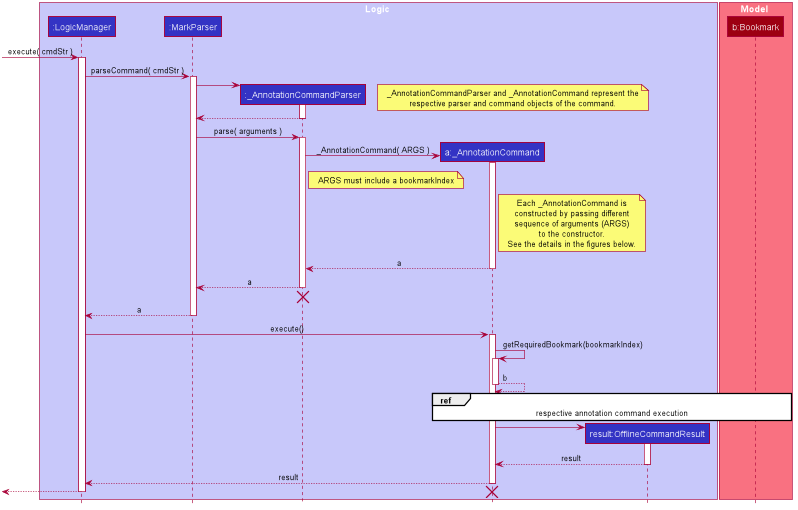 Logic
Model
:LogicManager
:MarkParser
b:Bookmark
execute( cmdStr )
parseCommand( cmdStr )
:_AnnotationCommandParser
_AnnotationCommandParser and _AnnotationCommand represent the
respective parser and command objects of the command.
parse( arguments )
_AnnotationCommand( ARGS )
a:_AnnotationCommand
ARGS must include a bookmarkIndex
Each _AnnotationCommand is
constructed by passing different
sequence of arguments (ARGS)
to the constructor.
See the details in the figures below.
a
a
a
execute()
getRequiredBookmark(bookmarkIndex)
b
ref
respective annotation command execution
result:OfflineCommandResult
result
result